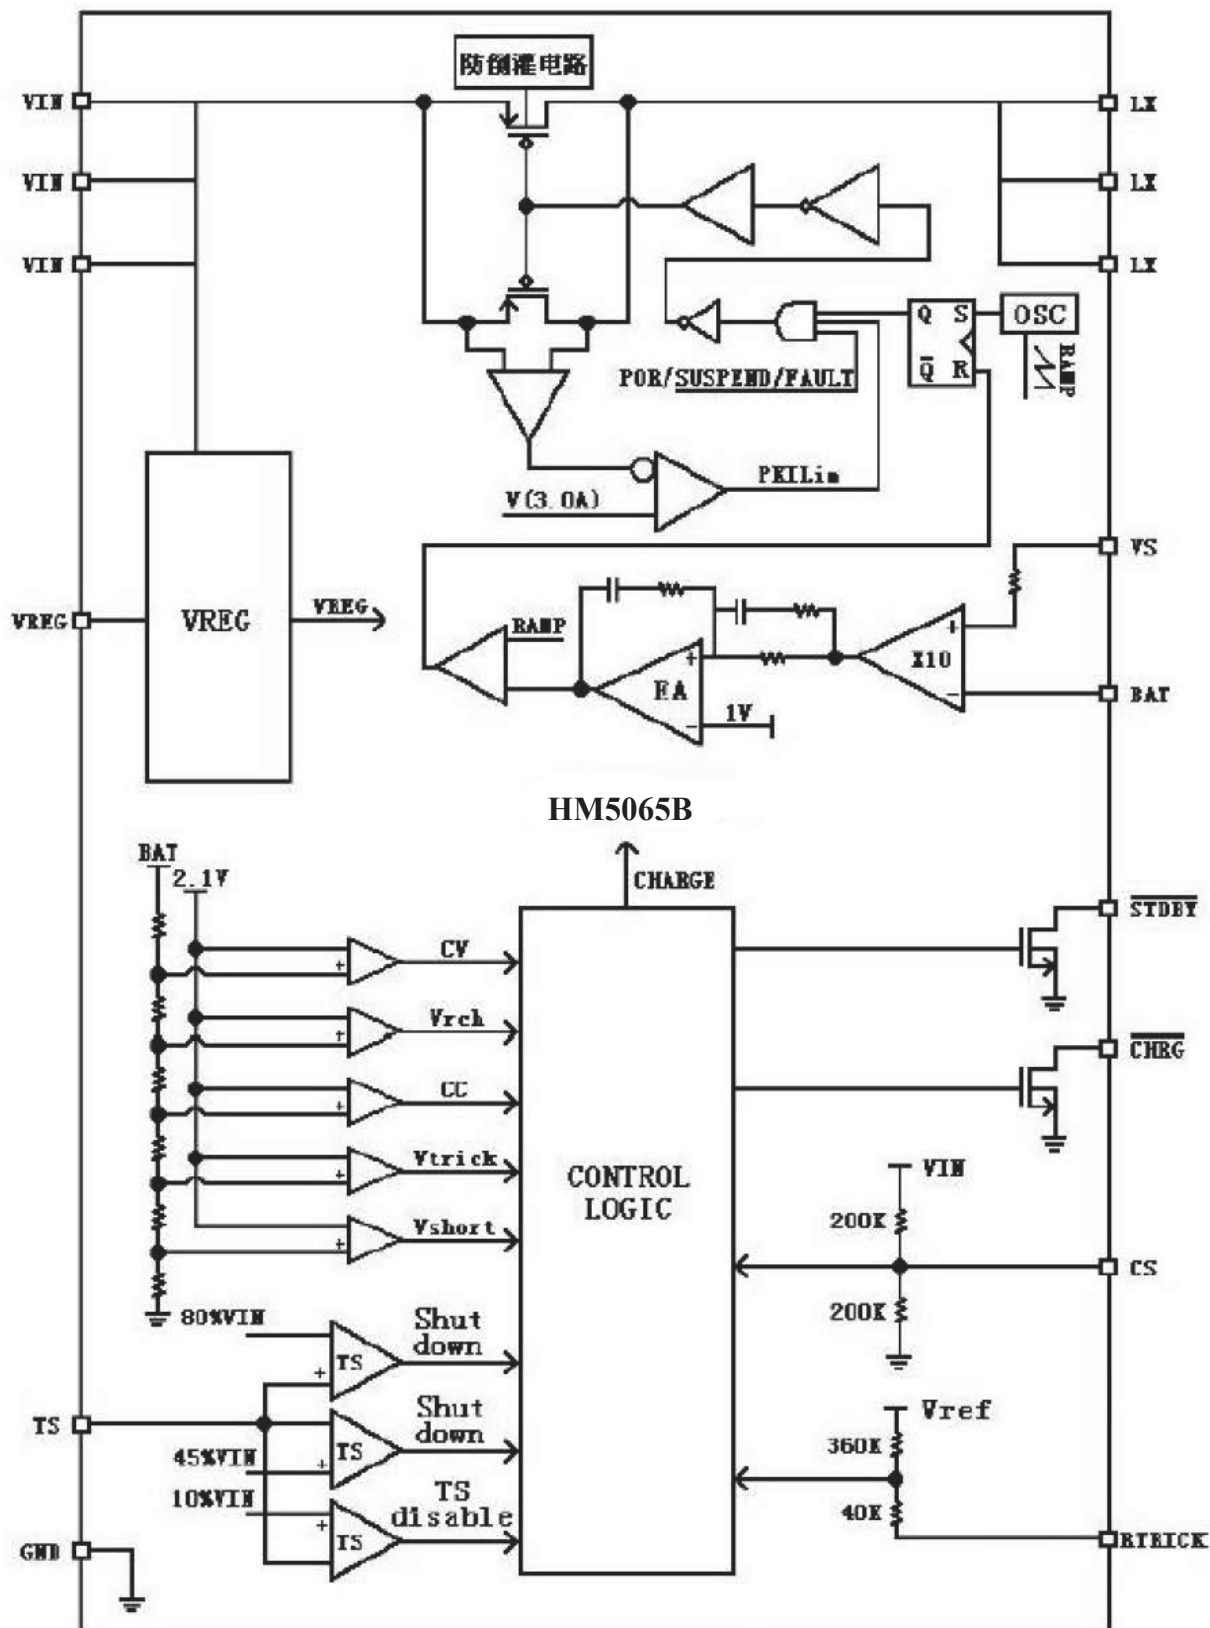 防倒灌电路
VIN
LX
VIN
LX
VIN
LX
Q
S
OSC
Q̅
R
RAMP
POR/SUSPEND/FAULT
PKILim
V(3.0A)
VS
VREG
VREG
VREG
RAMP
+
X10
-
+
EA
-
1V
BAT
HM5065B
BAT
2.1V
CHARGE
STDBY
+
CV
+
Vrch
CHRG
+
CC
+
Vtrick
+
Vshort
CONTROL
LOGIC
VIN
200K
CS
200K
80%VIN
+
TS
Shut
down
TS
45%VIN
+
TS
Shut
down
Vref
360K
10%VIN
+
TS
TS
disable
40K
GND
RTRICK